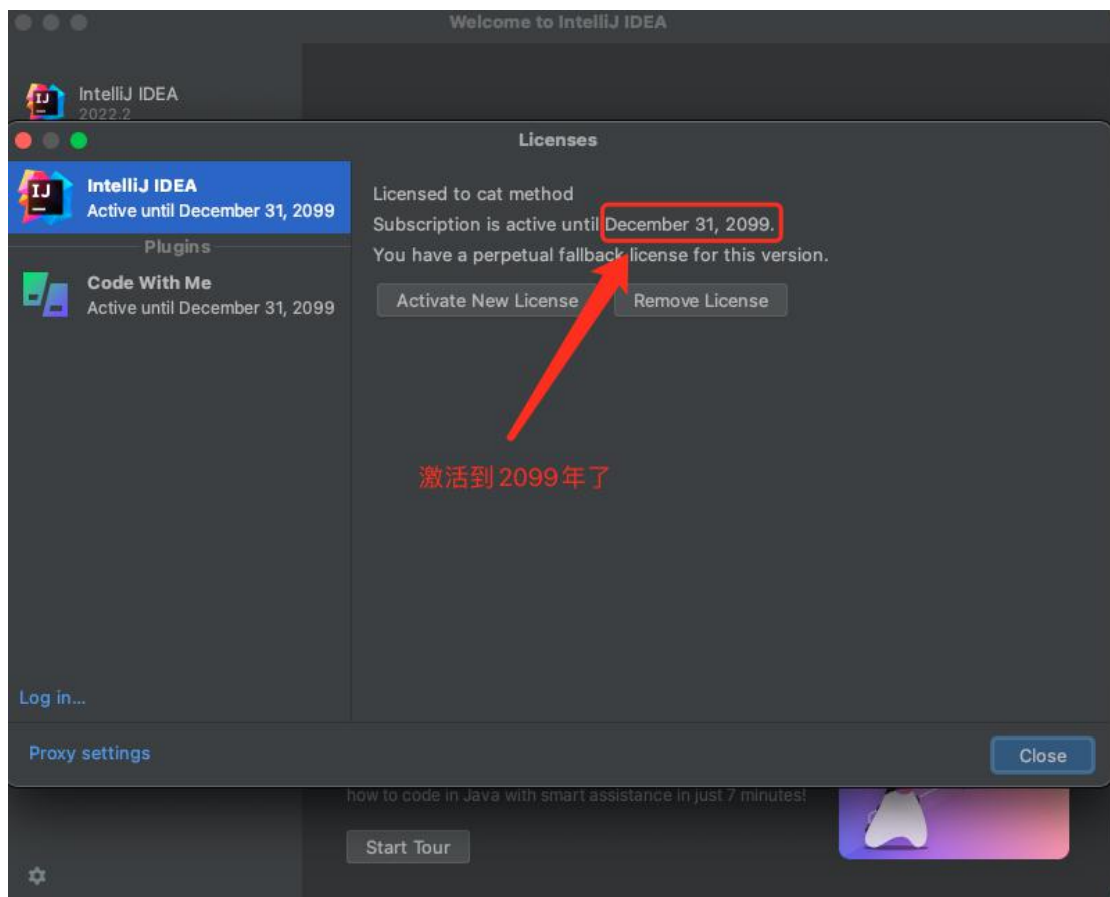 Welcome to IntelliJ IDEA
IntelliJ IDEA
2022.2
Licenses
IntelliJ IDEA
Active until December 31, 2099
Plugins
Code With Me
Active until December 31, 2099
Licensed to cat method
Subscription is active until December 31, 2099.
You have a perpetual fallback license for this version.
Activate New License
Remove License
激活到2099年了
Log in...
Proxy settings
Close
how to code in Java with smart assistance in just 7 minutes!
Start Tour